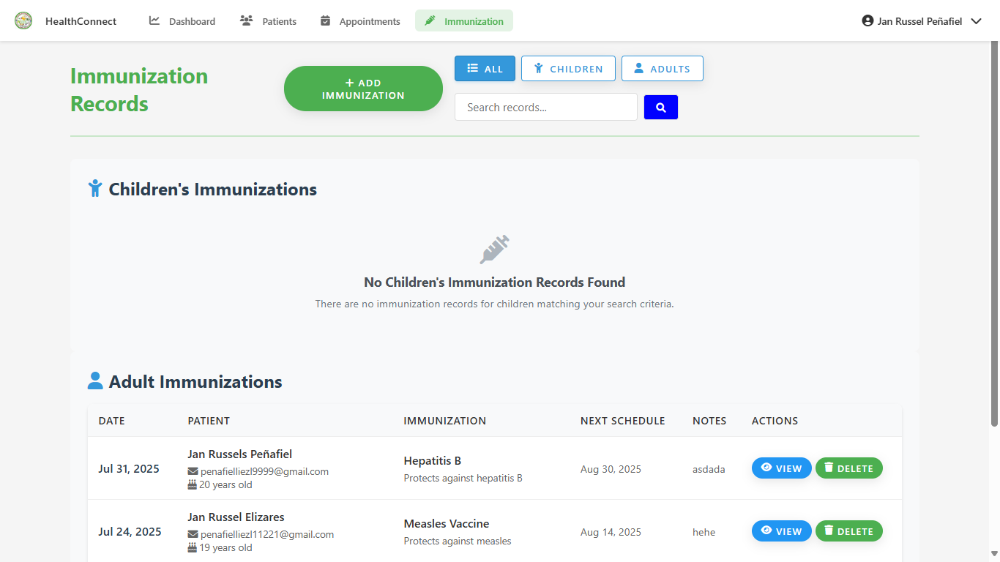 HealthConnect Dashboard Patients Appointments Immunization Jan Russel Peñafiel
Immunization
Records
+ ADD
IMMUNIZATION
ALL CHILDREN ADULTS
Search records...
Children's Immunizations
No Children's Immunization Records Found
There are no immunization records for children matching your search criteria.
Adult Immunizations
DATE PATIENT IMMUNIZATION NEXT SCHEDULE NOTES ACTIONS
Jul 31, 2025
Jan Russels Peñafiel
penafielliezl9999@gmail.com
20 years old
Hepatitis B
Protects against hepatitis B
Aug 30, 2025
asdada
VIEW DELETE
Jul 24, 2025
Jan Russel Elizares
penafielliezl11221@gmail.com
19 years old
Measles Vaccine
Protects against measles
Aug 14, 2025
hehe
VIEW DELETE